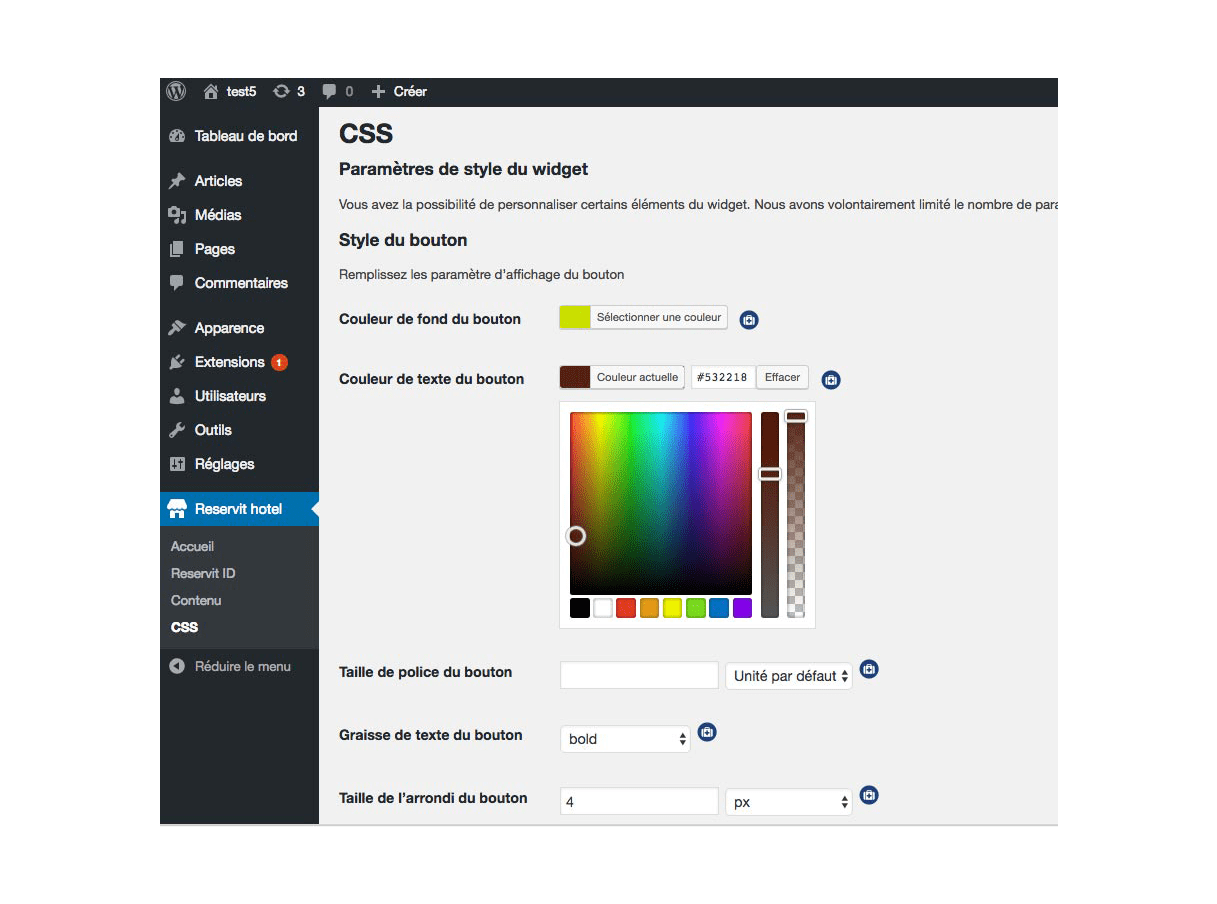 test5 3 0 Créer
Tableau de bord
Articles
Médias
Pages
Commentaires
Apparence
Extensions 1
Utilisateurs
Outils
Réglages
Reservit hotel
Accueil
Reservit ID
Contenu
CSS
Réduire le menu
CSS
Paramètres de style du widget
Vous avez la possibilité de personnaliser certains éléments du widget. Nous avons volontairement limité le nombre de para
Style du bouton
Remplissez les paramètre d'affichage du bouton
Couleur de fond du bouton Sélectionner une couleur
Couleur de texte du bouton Couleur actuelle #532218 Effacer
Taille de police du bouton Unité par défaut
Graisse de texte du bouton bold
Taille de l'arrondi du bouton 4 px